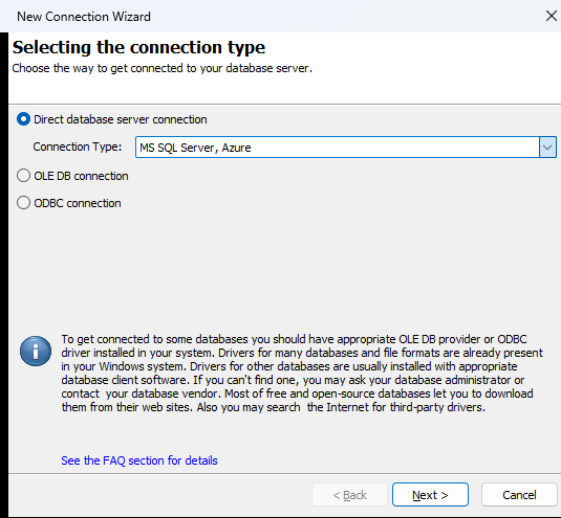 New Connection Wizard
Selecting the connection type
Choose the way to get connected to your database server.
Direct database server connection
Connection Type: MS SQL Server, Azure
OLE DB connection
ODBC connection
i
To get connected to some databases you should have appropriate OLE DB provider or ODBC
driver installed in your system. Drivers for many databases and file formats are already present
in your Windows system. Drivers for other databases are usually installed with appropriate
database client software. If you can't find one, you may ask your database administrator or
contact  your database vendor. Most of free and open-source databases let you to download
them from their web sites. Also you may search  the Internet for third-party drivers.
See the FAQ section for details
< Back Next > Cancel